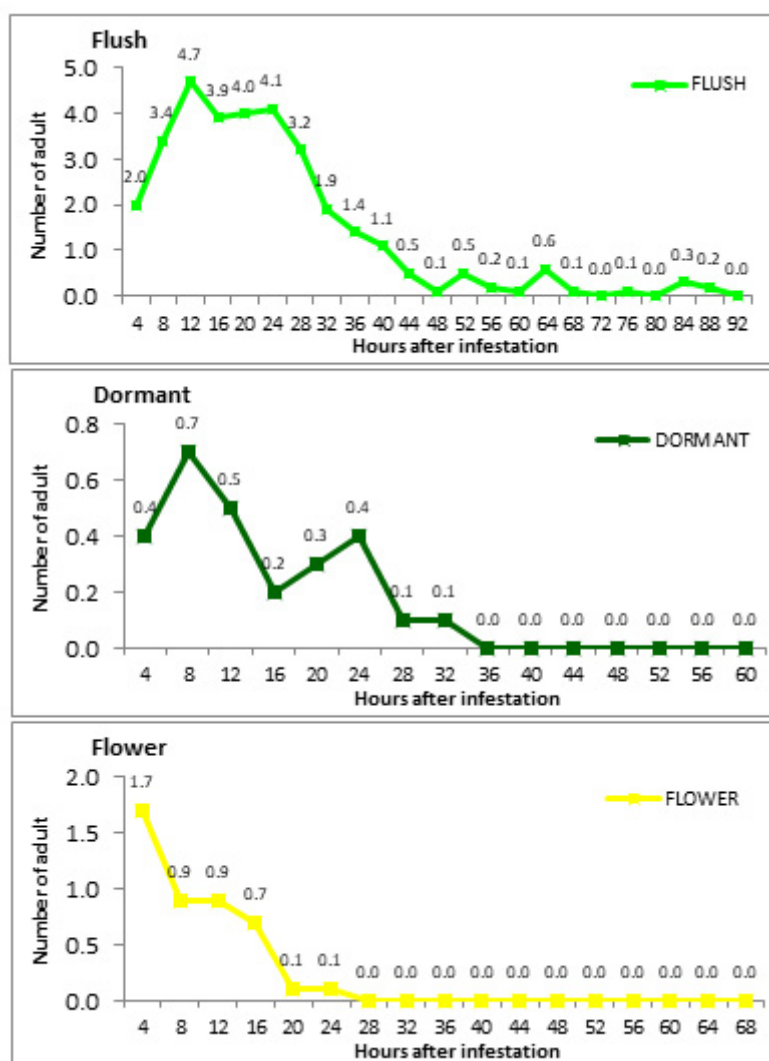 Flush
5.0
4.0
3.0
2.0
1.0
0.0
Number of adult
2.0 3.4 4.7 3.9 4.0 4.1 3.2 1.9 1.4 1.1 0.5 0.1 0.5 0.2 0.1 0.6 0.1 0.0 0.1 0.0 0.3 0.2 0.0
FLUSH
4 8 12 16 20 24 28 32 36 40 44 48 52 56 60 64 68 72 76 80 84 88 92
Hours after infestation
Dormant
0.8
0.6
0.4
0.2
0.0
Number of adult
0.4 0.7 0.5 0.2 0.3 0.4 0.1 0.1 0.0 0.0 0.0 0.0 0.0 0.0 0.0
DORMANT
4 8 12 16 20 24 28 32 36 40 44 48 52 56 60
Hours after infestation
Flower
2.0
1.5
1.0
0.5
0.0
Number of adult
1.7 0.9 0.9 0.7 0.1 0.1 0.0 0.0 0.0 0.0 0.0 0.0 0.0 0.0 0.0 0.0 0.0
FLOWER
4 8 12 16 20 24 28 32 36 40 44 48 52 56 60 64 68
Hours after infestation